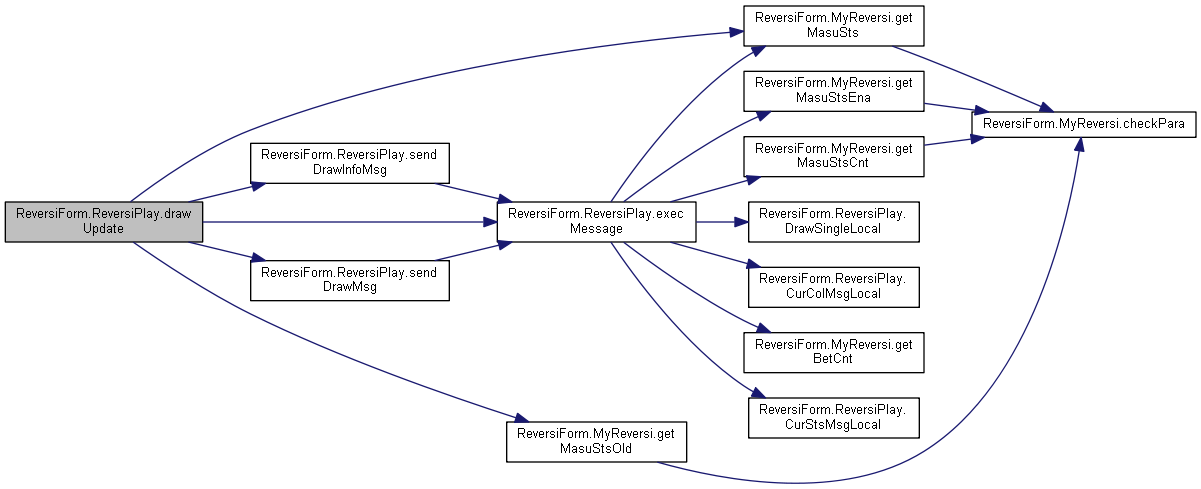 ReversiForm.ReversiPlay.draw
Update
ReversiForm.ReversiPlay.send
DrawInfoMsg
ReversiForm.ReversiPlay.send
DrawMsg
ReversiForm.ReversiPlay.exec
Message
ReversiForm.MyReversi.get
MasuStsOld
ReversiForm.MyReversi.get
MasuSts
ReversiForm.MyReversi.get
MasuStsEna
ReversiForm.MyReversi.get
MasuStsCnt
ReversiForm.ReversiPlay.
DrawSingleLocal
ReversiForm.ReversiPlay.
CurColMsgLocal
ReversiForm.MyReversi.get
BetCnt
ReversiForm.ReversiPlay.
CurStsMsgLocal
ReversiForm.MyReversi.checkPara